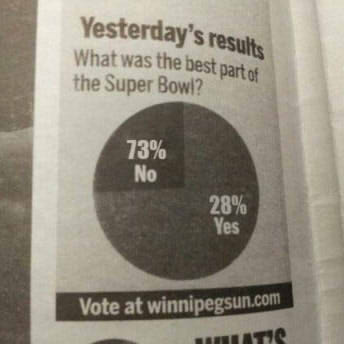 Yesterday's results
What was the best part of
the Super Bowl?
73%
No
28%
Yes
Vote at winnipegsun.com
WHAT'S